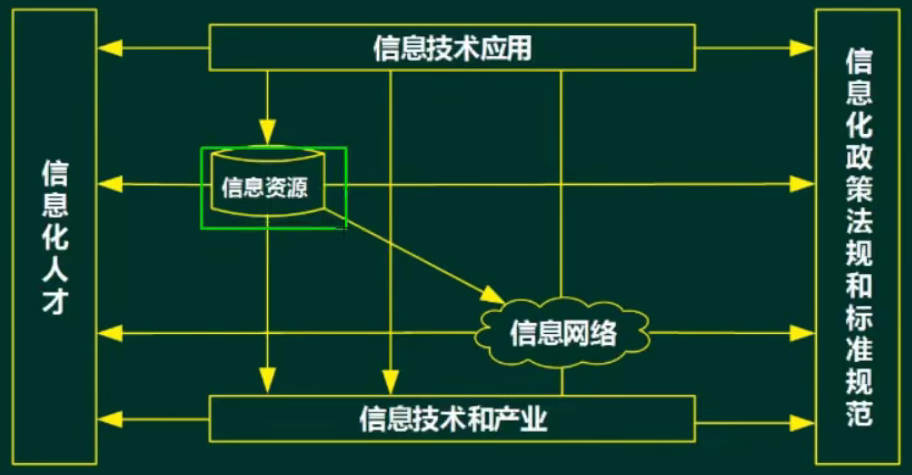 信息技术应用
信息化人才
信息资源
信息化政策法规和标准规范
信息网络
信息技术和产业